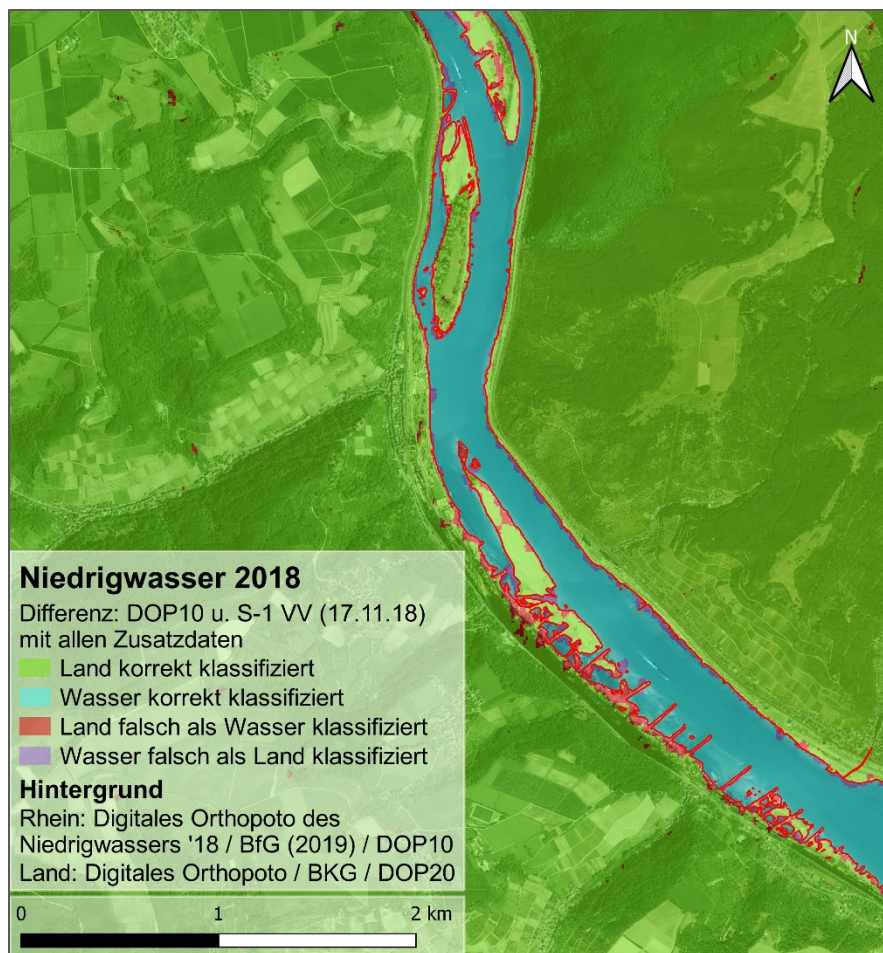 N
Niedrigwasser 2018
Differenz: DOP10 u. S-1 VV (17.11.18)
mit allen Zusatzdaten
Land korrekt klassifiziert
Wasser korrekt klassifiziert
Land falsch als Wasser klassifiziert
Wasser falsch als Land klassifiziert
Hintergrund
Rhein: Digitales Orthopoto des
Niedrigwassers '18 / BfG (2019) / DOP10
Land: Digitales Orthopoto / BKG / DOP20
0 1 2 km